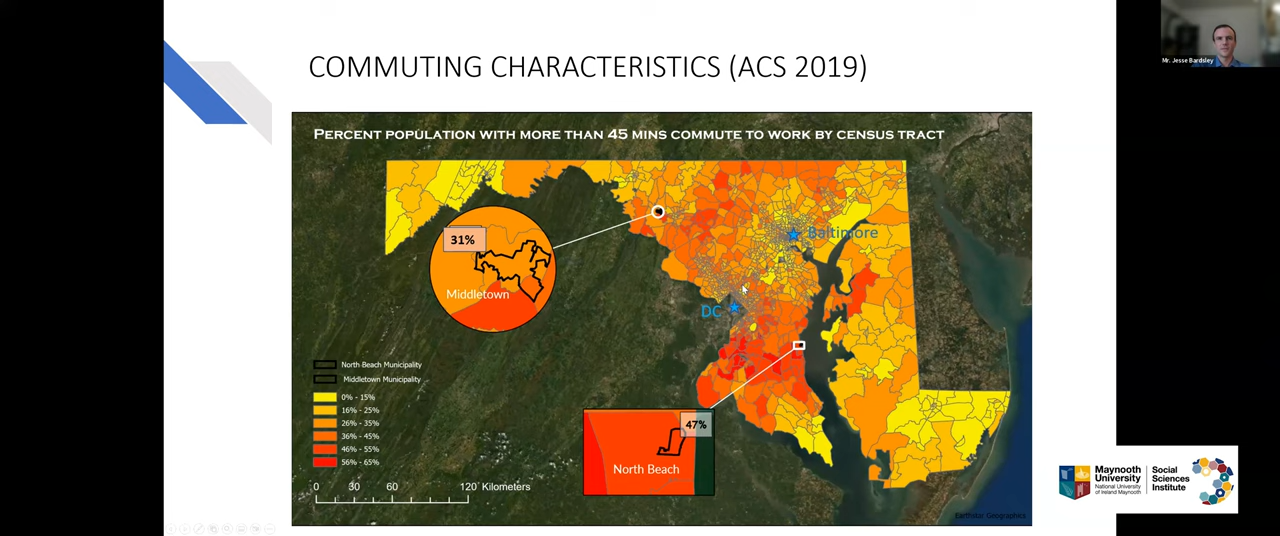 COMMUTING CHARACTERISTICS (ACS 2019)
Mr. Jesse Bardsley
PERCENT POPULATION WITH MORE THAN 45 MINS COMMUTE TO WORK BY CENSUS TRACT
31%
Middletown
Baltimore
DC
North Beach Municipality
Middletown Municipality
0% - 15%
16% - 25%
26% - 35%
36% - 45%
46% - 55%
56% - 65%
0 30 60 120 Kilometers
47%
North Beach
Earthstar Geographics
Maynooth
University
National University
of Ireland Maynooth
Social
Sciences
Institute